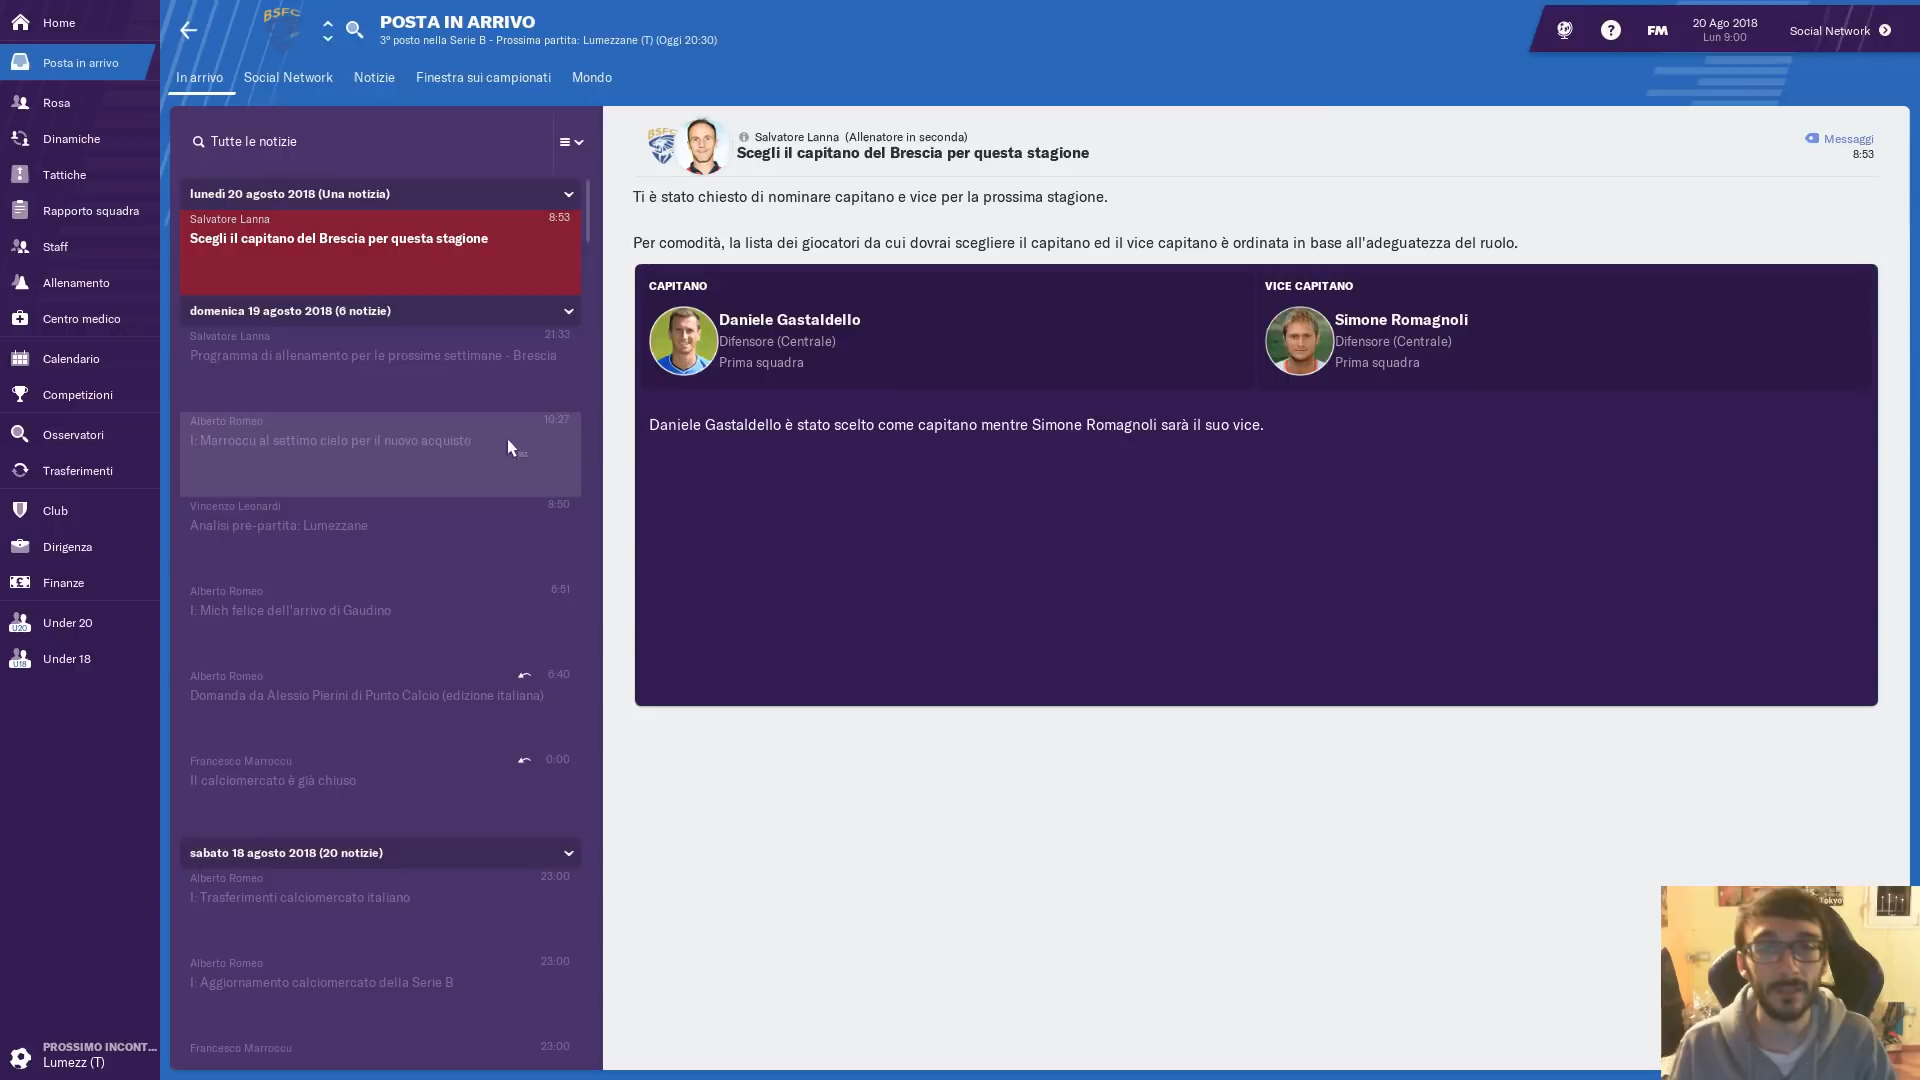 Home
Posta in arrivo
Rosa
Dinamiche
Tattiche
Rapporto squadra
Staff
Allenamento
Centro medico
Calendario
Competizioni
Osservatori
Trasferimenti
Club
Dirigenza
Finanze
U20
Under 20
U18
Under 18
PROSSIMO INCONT...
Lumezz (T)
BSFC
POSTA IN ARRIVO
3º posto nella Serie B - Prossima partita: Lumezzane (T) (Oggi 20:30)
FM
20 Ago 2018
Lun 9:00
Social Network
In arrivo
Social Network
Notizie
Finestra sui campionati
Mondo
Tutte le notizie
lunedì 20 agosto 2018 (Una notizia)
Salvatore Lanna 8:53
Scegli il capitano del Brescia per questa stagione
domenica 19 agosto 2018 (6 notizie)
Salvatore Lanna 21:33
Programma di allenamento per le prossime settimane - Brescia
Alberto Romeo 10:27
I: Marroccu al settimo cielo per il nuovo acquisto
Vincenzo Leonardi 8:50
Analisi pre-partita: Lumezzane
Alberto Romeo 6:51
I: Mich felice dell'arrivo di Gaudino
Alberto Romeo 6:40
Domanda da Alessio Pierini di Punto Calcio (edizione italiana)
Francesco Marroccu 0:00
Il calciomercato è già chiuso
sabato 18 agosto 2018 (20 notizie)
Alberto Romeo 23:00
I: Trasferimenti calciomercato italiano
Alberto Romeo 23:00
I: Aggiornamento calciomercato della Serie B
Francesco Marroccu 23:00
BSFC
Salvatore Lanna (Allenatore in seconda)
Scegli il capitano del Brescia per questa stagione
Messaggi
8:53
Ti è stato chiesto di nominare capitano e vice per la prossima stagione.
Per comodità, la lista dei giocatori da cui dovrai scegliere il capitano ed il vice capitano è ordinata in base all'adeguatezza del ruolo.
CAPITANO
Daniele Gastaldello
Difensore (Centrale)
Prima squadra
VICE CAPITANO
Simone Romagnoli
Difensore (Centrale)
Prima squadra
Daniele Gastaldello è stato scelto come capitano mentre Simone Romagnoli sarà il suo vice.
Tokyo